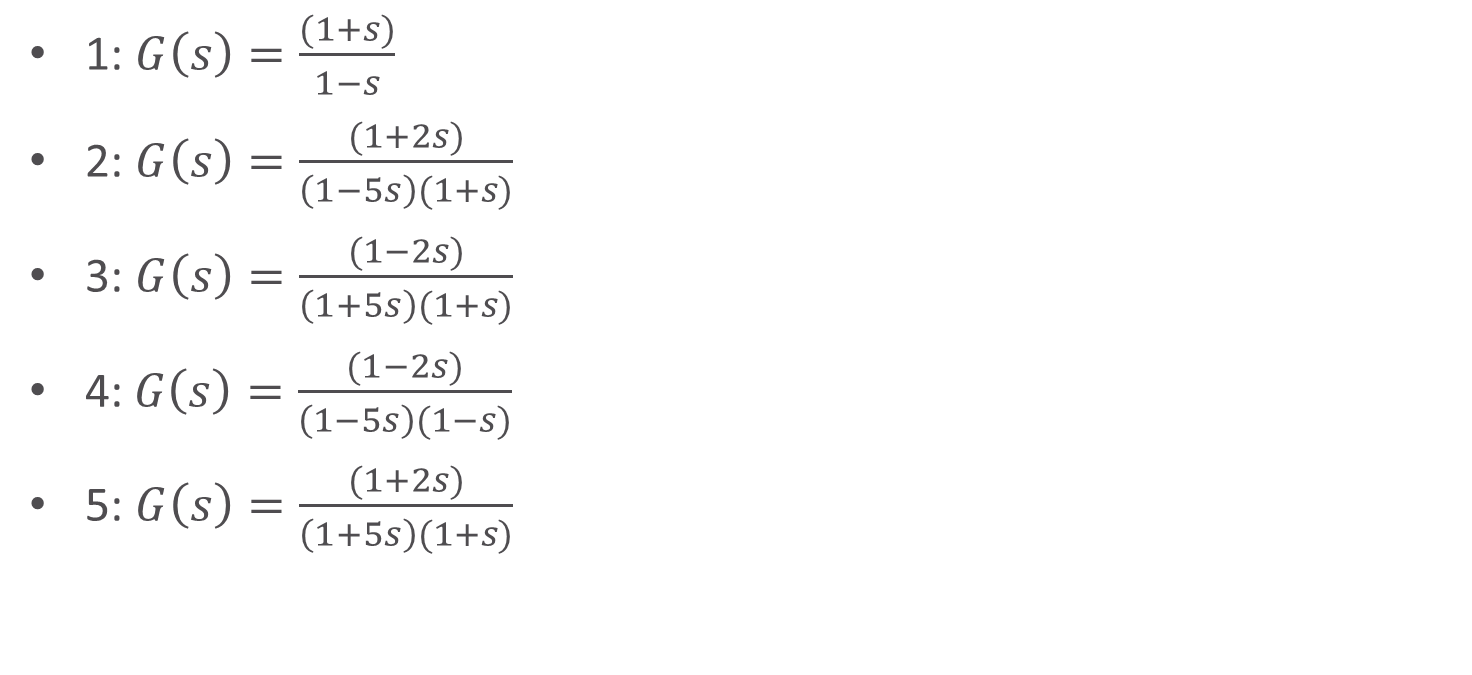 • 1: G(s) = (1+s)/1−s
• 2: G(s) = (1+2s)/(1−5s)(1+s)
• 3: G(s) = (1−2s)/(1+5s)(1+s)
• 4: G(s) = (1−2s)/(1−5s)(1−s)
• 5: G(s) = (1+2s)/(1+5s)(1+s)